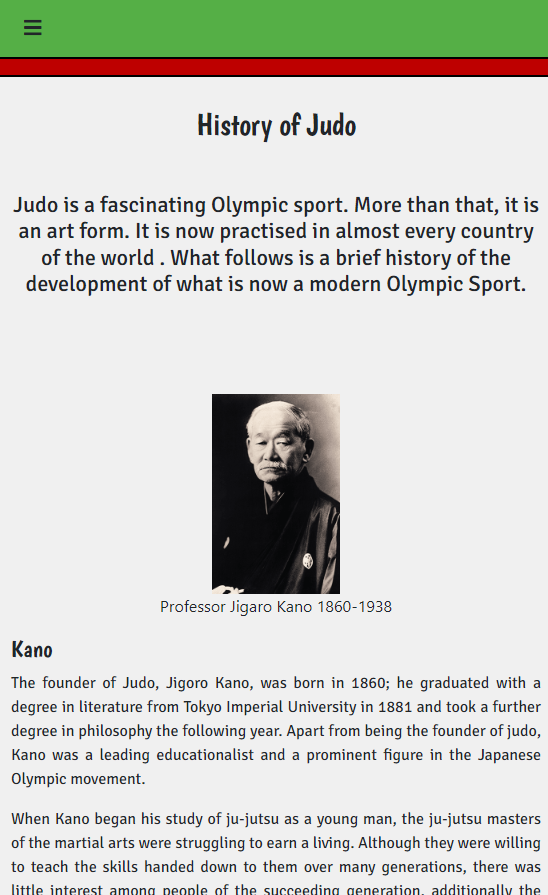 History of Judo
Judo is a fascinating Olympic sport. More than that, it is
an art form. It is now practised in almost every country
of the world . What follows is a brief history of the
development of what is now a modern Olympic Sport.
Professor Jigaro Kano 1860-1938
Kano
The founder of Judo, Jigoro Kano, was born in 1860; he graduated with a
degree in literature from Tokyo Imperial University in 1881 and took a further
degree in philosophy the following year. Apart from being the founder of judo,
Kano was a leading educationalist and a prominent figure in the Japanese
Olympic movement.
When Kano began his study of ju-jutsu as a young man, the ju-jutsu masters
of the martial arts were struggling to earn a living. Although they were willing
to teach the skills handed down to them over many generations, there was
little interest among people of the succeeding generation, additionally the